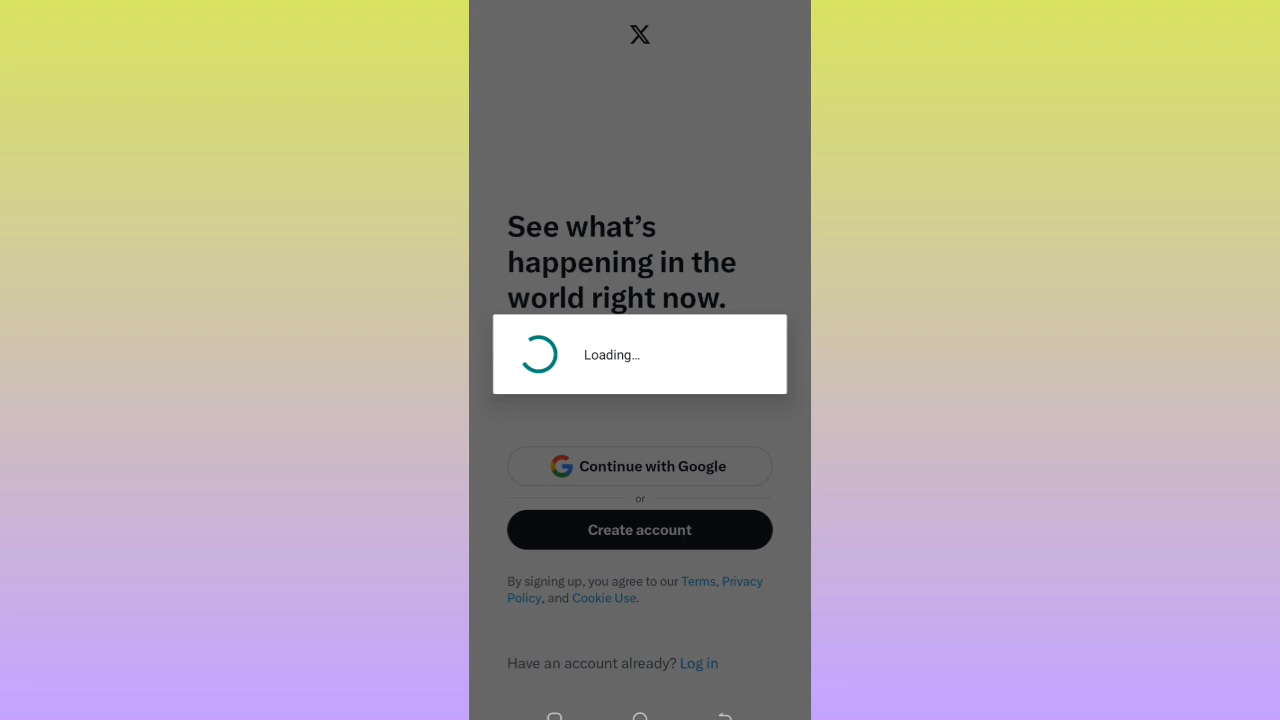 See what’s
happening in the
world right now.
Loading...
Continue with Google
or
Create account
By signing up, you agree to our Terms, Privacy
Policy, and Cookie Use.
Have an account already? Log in